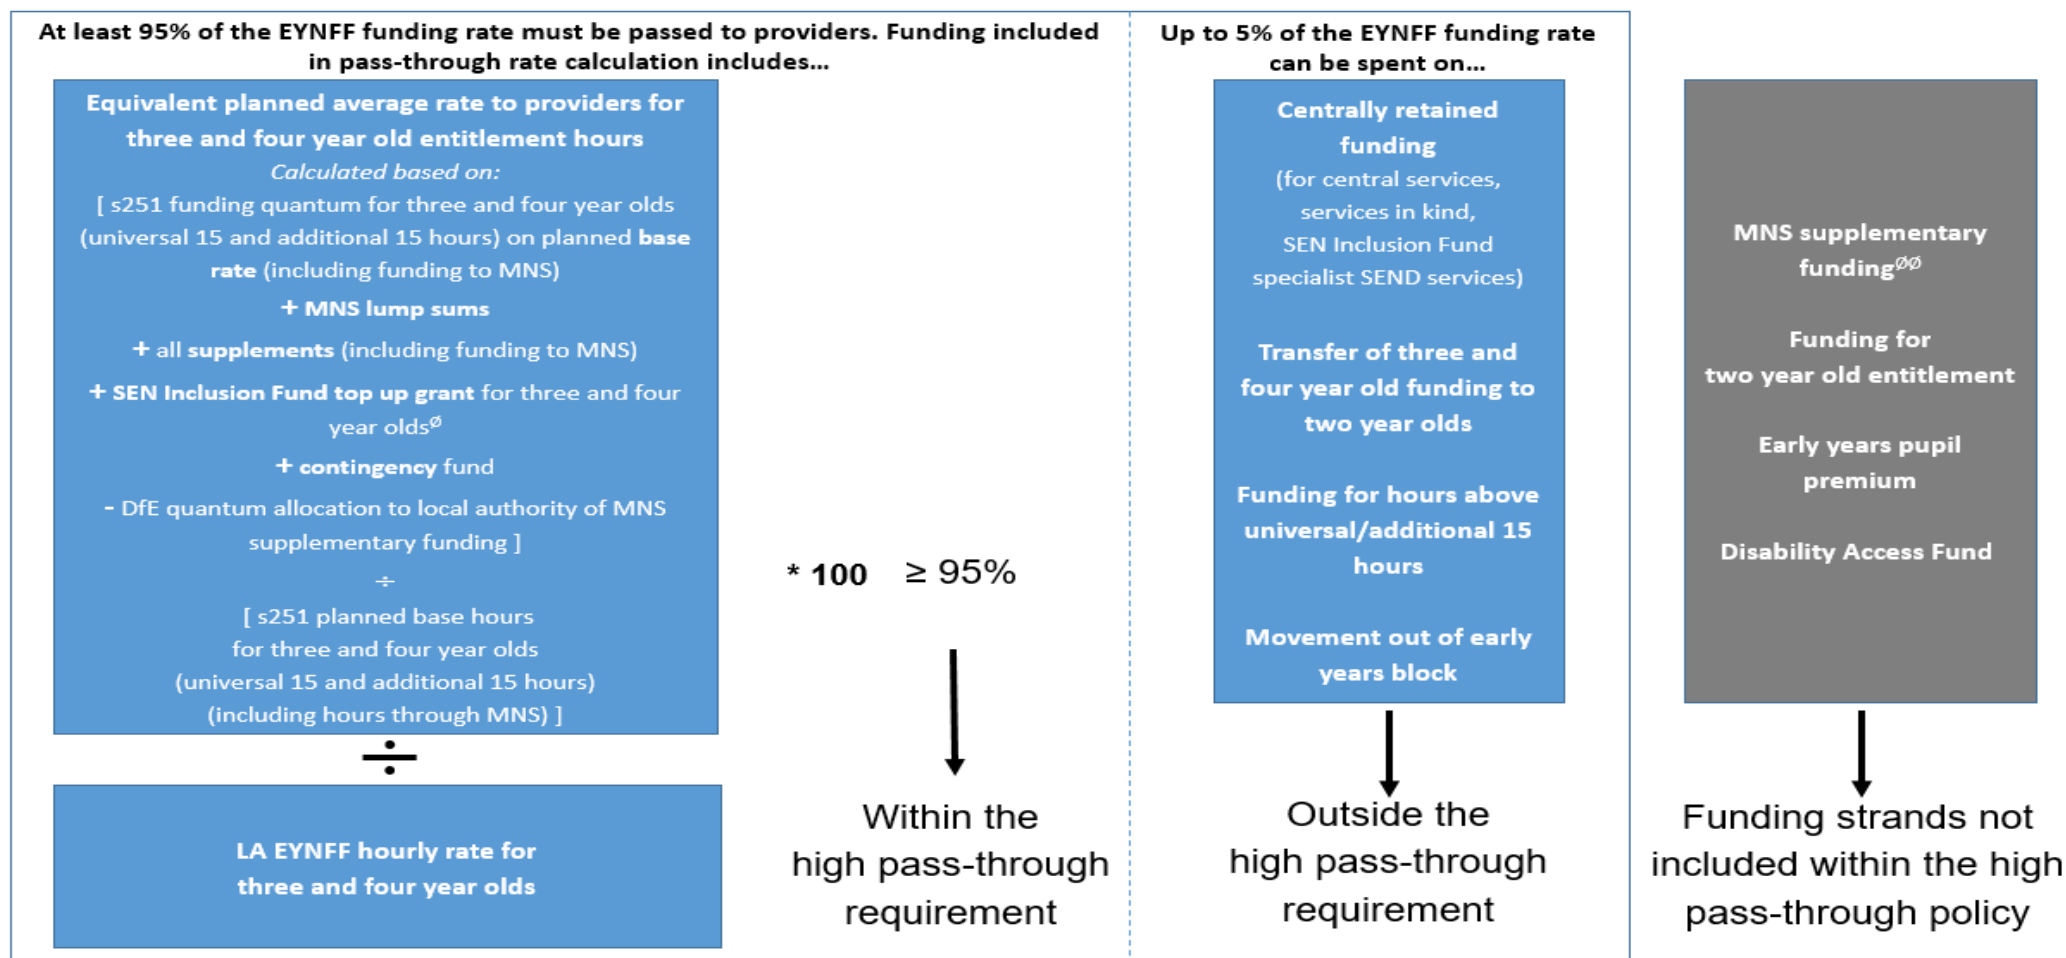 At least 95% of the EYNFF funding rate must be passed to providers. Funding included
in pass-through rate calculation includes...
Equivalent planned average rate to providers for
three and four year old entitlement hours
Calculated based on:
[ s251 funding quantum for three and four year olds
(universal 15 and additional 15 hours) on planned base
rate (including funding to MNS)
+ MNS lump sums
+ all supplements (including funding to MNS)
+ SEN Inclusion Fund top up grant for three and four
year olds^ø
+ contingency fund
- DfE quantum allocation to local authority of MNS
supplementary funding ]
÷
[ s251 planned base hours
for three and four year olds
(universal 15 and additional 15 hours)
(including hours through MNS) ]
÷
LA EYNFF hourly rate for
three and four year olds
* 100 ≥ 95%
Within the
high pass-through
requirement
Up to 5% of the EYNFF funding rate
can be spent on...
Centrally retained
funding
(for central services,
services in kind,
SEN Inclusion Fund
specialist SEND services)
Transfer of three and
four year old funding to
two year olds
Funding for hours above
universal/additional 15
hours
Movement out of early
years block
Outside the
high pass-through
requirement
MNS supplementary
funding^øø
Funding for
two year old entitlement
Early years pupil
premium
Disability Access Fund
Funding strands not
included within the high
pass-through policy